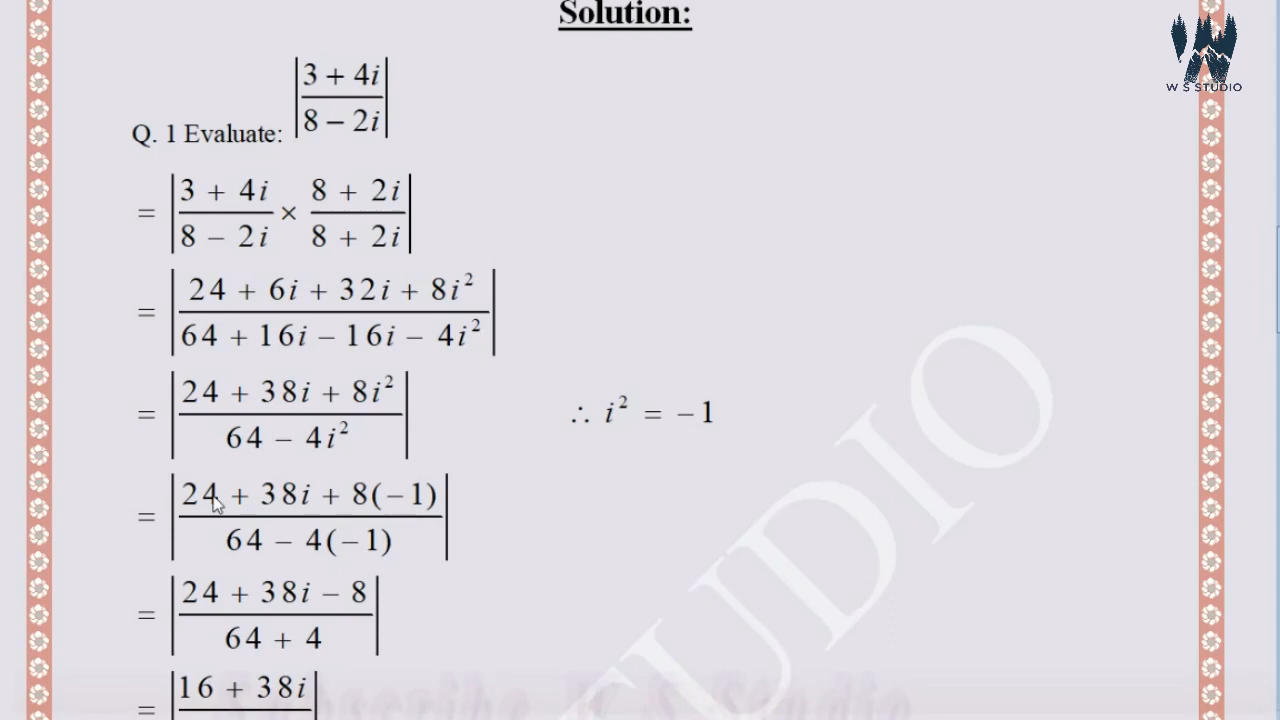 Solution:
W S STUDIO
Q. 1 Evaluate: |(3 + 4i)/(8 − 2i)|
= |(3 + 4i)/(8 − 2i) × (8 + 2i)/(8 + 2i)|
= |(24 + 6i + 32i + 8i²)/(64 + 16i − 16i − 4i²)|
= |(24 + 38i + 8i²)/(64 − 4i²)| ∴ i² = −1
= |(24 + 38i + 8(−1))/(64 − 4(−1))|
= |(24 + 38i − 8)/(64 + 4)|
= |16 + 38i|
Subscribe W S Studio
STUDIO